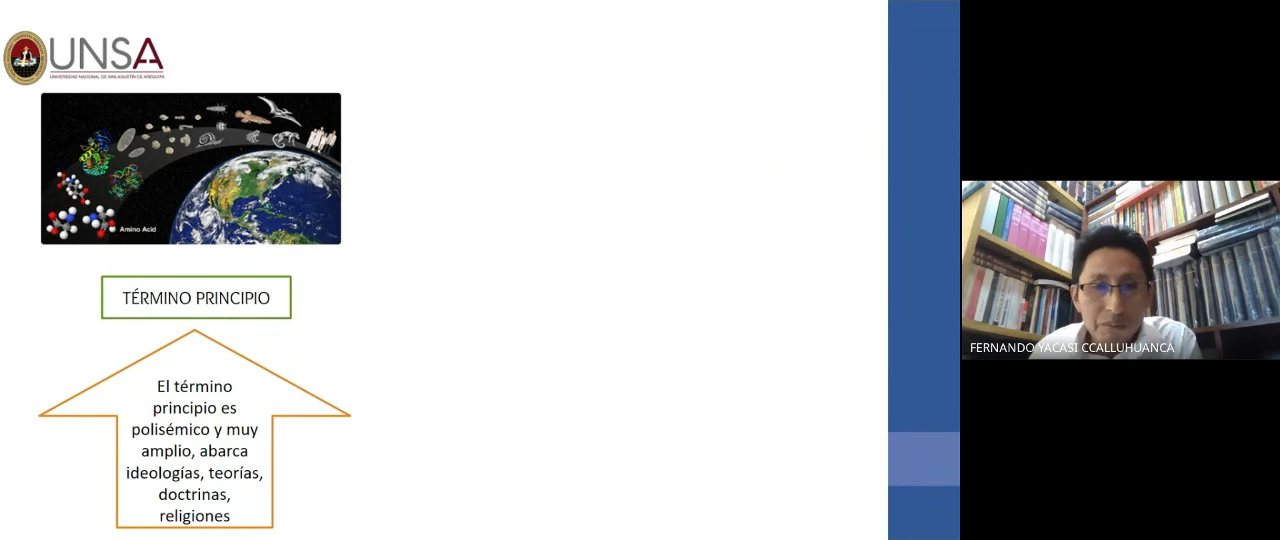 UNSA
UNIVERSIDAD NACIONAL DE SAN AGUSTÍN DE AREQUIPA
Amino Acid
TÉRMINO PRINCIPIO
El término
principio es
polisémico y muy
amplio, abarca
ideologías, teorías,
doctrinas,
religiones
FERNANDO YACASI CCALLUHUANCA